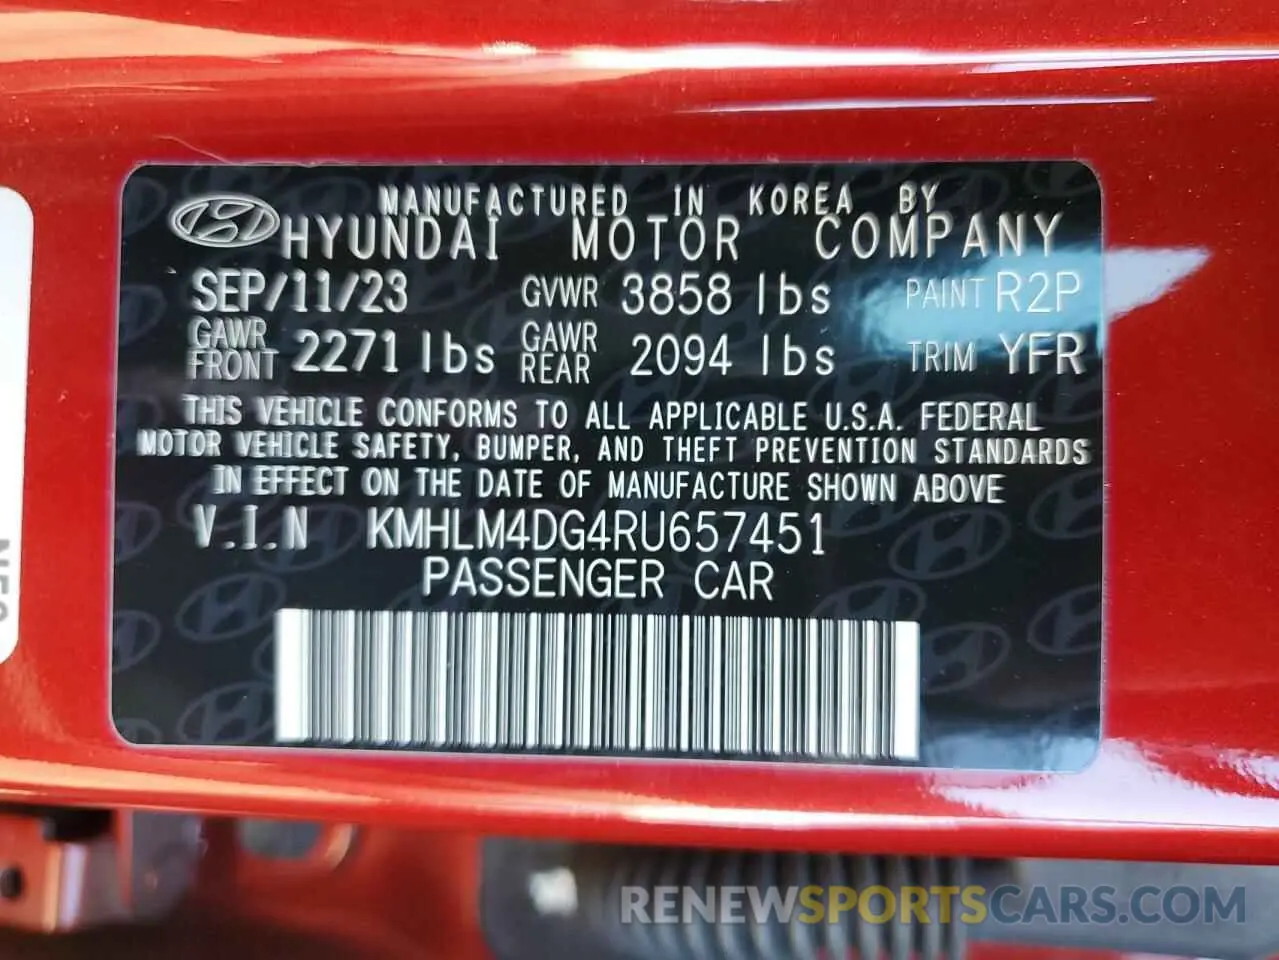 MANUFACTURED IN KOREA BY
HYUNDAI MOTOR COMPANY
SEP/11/23 GVWR 3858 lbs PAINT R2P
GAWR FRONT 2271 lbs GAWR REAR 2094 lbs TRIM YFR
THIS VEHICLE CONFORMS TO ALL APPLICABLE U.S.A. FEDERAL
MOTOR VEHICLE SAFETY, BUMPER, AND THEFT PREVENTION STANDARDS
IN EFFECT ON THE DATE OF MANUFACTURE SHOWN ABOVE
V.I.N KMHLM4DG4RU657451
PASSENGER CAR
RENEWSPORTSCARS.COM